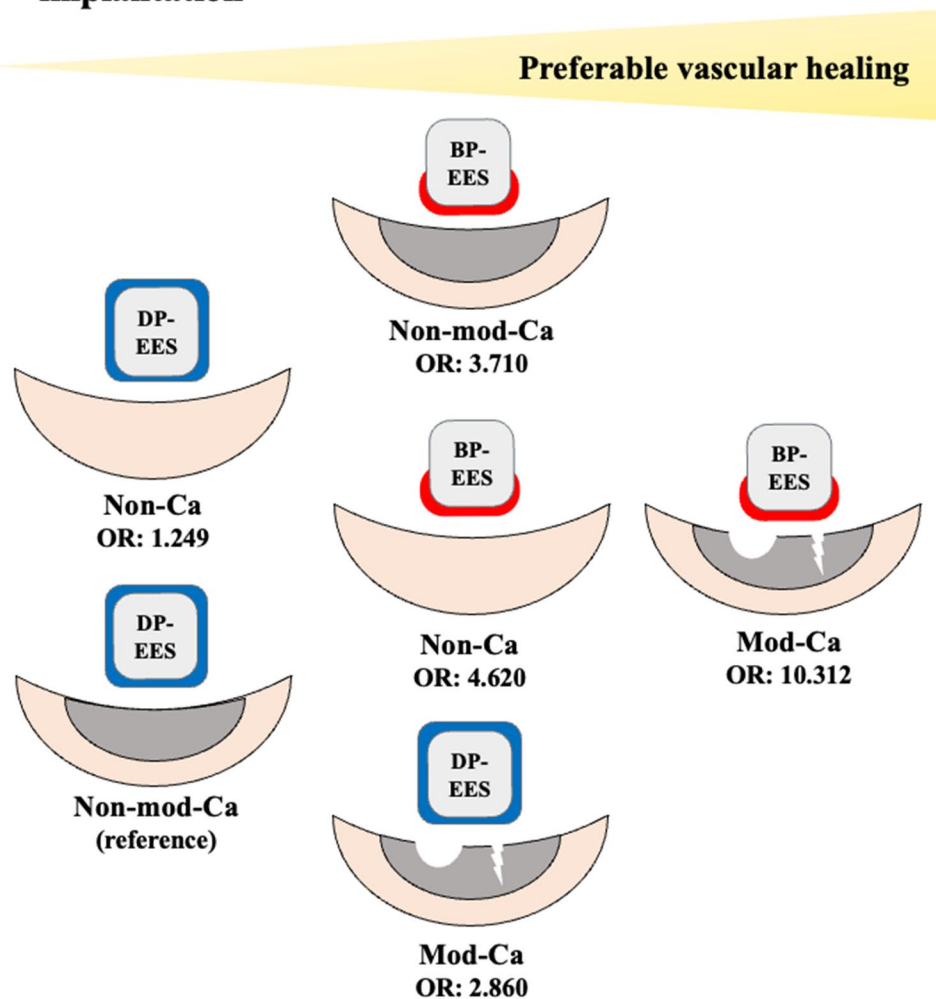 Preferable vascular healing
BP-
EES
Non-mod-Ca
OR: 3.710
DP-
EES
Non-Ca
OR: 1.249
BP-
EES
Non-Ca
OR: 4.620
BP-
EES
Mod-Ca
OR: 10.312
DP-
EES
Non-mod-Ca
(reference)
DP-
EES
Mod-Ca
OR: 2.860